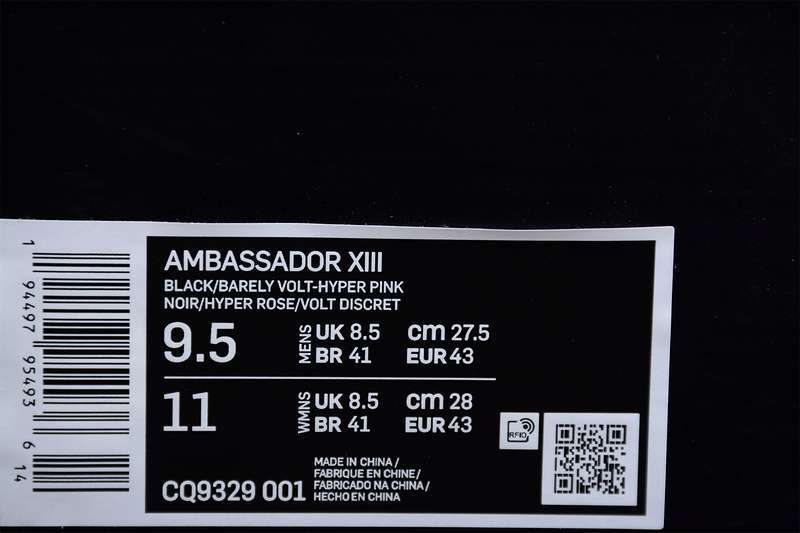 AMBASSADOR XIII
BLACK/BARELY VOLT-HYPER PINK
NOIR/HYPER ROSE/VOLT DISCRET
9.5 MENS UK 8.5 cm 27.5
BR 41 EUR 43
11 WMNS UK 8.5 cm 28
BR 41 EUR 43
RFID
CQ9329 001
MADE IN CHINA /
FABRIQUE EN CHINE /
FABRICADO NA CHINA /
HECHO EN CHINA
1 94497 95493 6 14